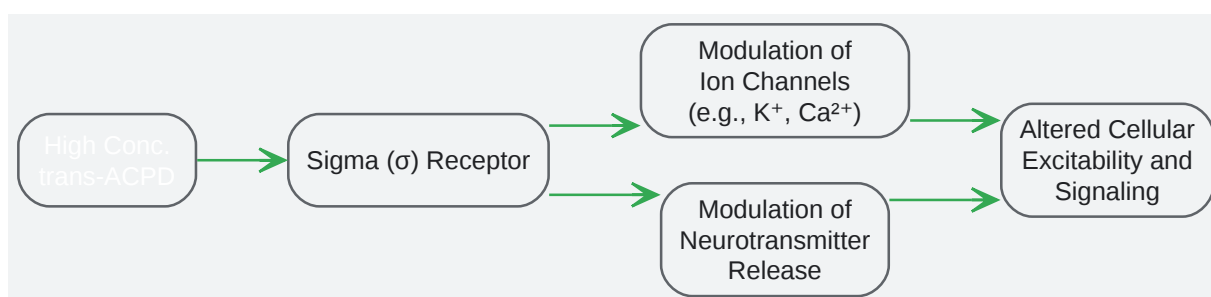 High Conc.
trans-ACPD
Sigma (σ) Receptor
Modulation of
Ion Channels
(e.g., K⁺, Ca²⁺)
Modulation of
Neurotransmitter
Release
Altered Cellular
Excitability and
Signaling